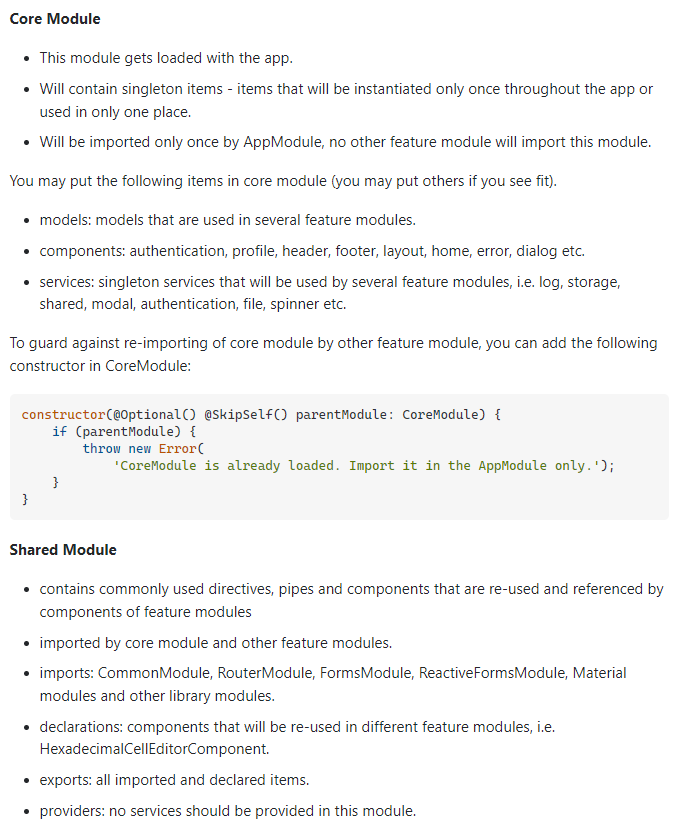 Core Module
• This module gets loaded with the app.
• Will contain singleton items - items that will be instantiated only once throughout the app or
used in only one place.
• Will be imported only once by AppModule, no other feature module will import this module.
You may put the following items in core module (you may put others if you see fit).
• models: models that are used in several feature modules.
• components: authentication, profile, header, footer, layout, home, error, dialog etc.
• services: singleton services that will be used by several feature modules, i.e. log, storage,
shared, modal, authentication, file, spinner etc.
To guard against re-importing of core module by other feature module, you can add the following
constructor in CoreModule:
constructor(@Optional() @SkipSelf() parentModule: CoreModule) {
    if (parentModule) {
        throw new Error(
            'CoreModule is already loaded. Import it in the AppModule only.');
    }
}
Shared Module
• contains commonly used directives, pipes and components that are re-used and referenced by
components of feature modules
• imported by core module and other feature modules.
• imports: CommonModule, RouterModule, FormsModule, ReactiveFormsModule, Material
modules and other library modules.
• declarations: components that will be re-used in different feature modules, i.e.
HexadecimalCellEditorComponent.
• exports: all imported and declared items.
• providers: no services should be provided in this module.